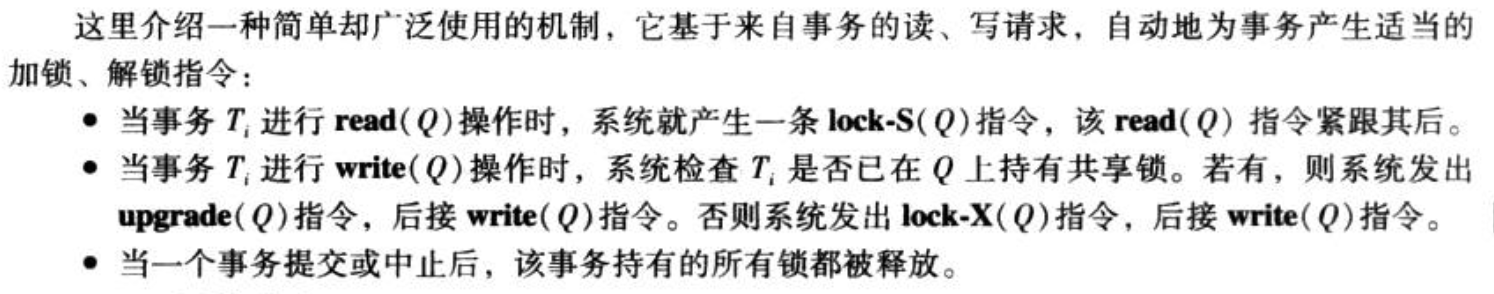 这里介绍一种简单却广泛使用的机制，它基于来自事务的读、写请求，自动地为事务产生适当的
加锁、解锁指令：
• 当事务 Tᵢ 进行 read(Q)操作时，系统就产生一条 lock-S(Q)指令，该 read(Q) 指令紧跟其后。
• 当事务 Tᵢ 进行 write(Q)操作时，系统检查 Tᵢ 是否已在 Q 上持有共享锁。若有，则系统发出
upgrade(Q)指令，后接 write(Q)指令。否则系统发出 lock-X(Q)指令，后接 write(Q)指令。
• 当一个事务提交或中止后，该事务持有的所有锁都被释放。